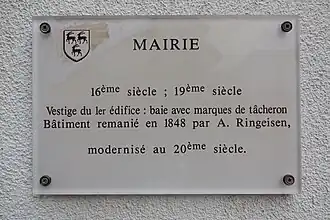 MAIRIE
16ème siècle ; 19ème siècle
Vestige du 1er édifice : baie avec marques de tâcheron
Bâtiment remanié en 1848 par A. Ringeisen,
modernisé au 20ème siècle.